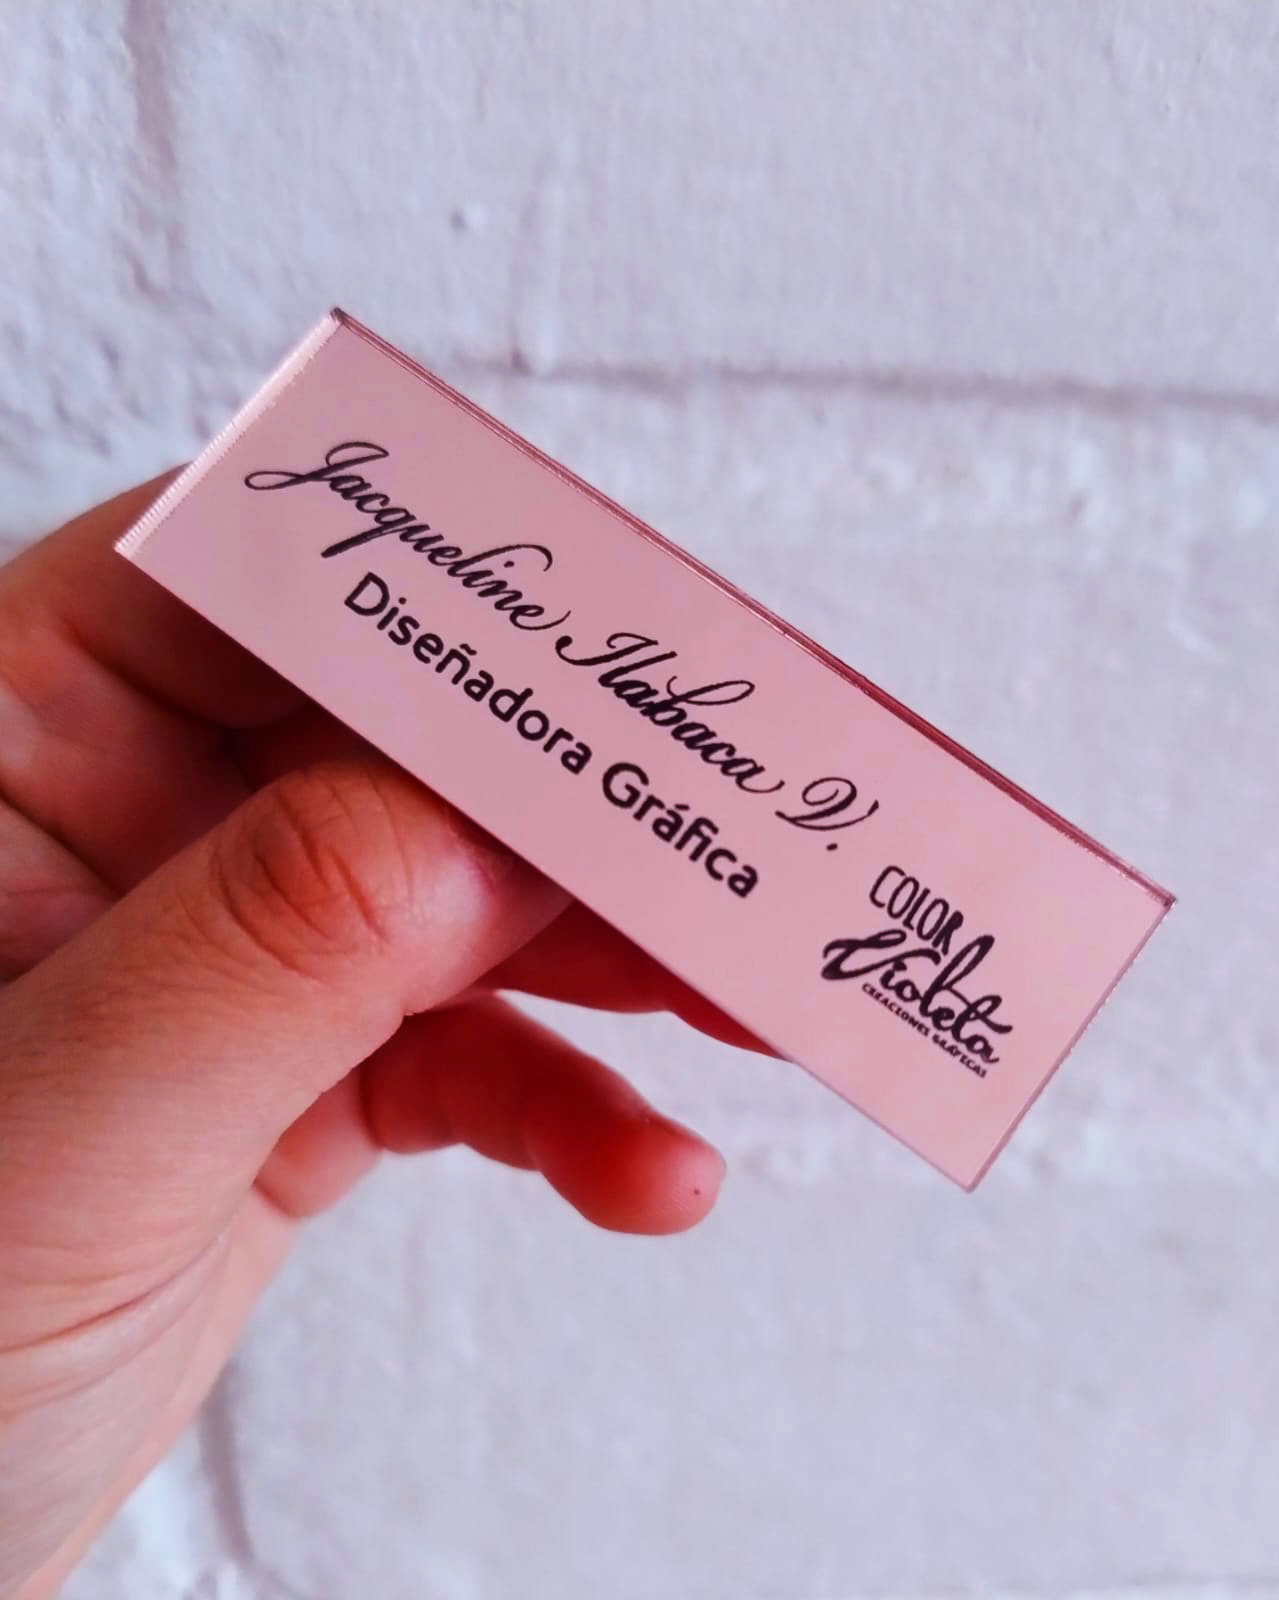 Jacqueline Ilabaca V.
Diseñadora Gráfica
COLOR
Violeta
CREACIONES GRÁFICAS